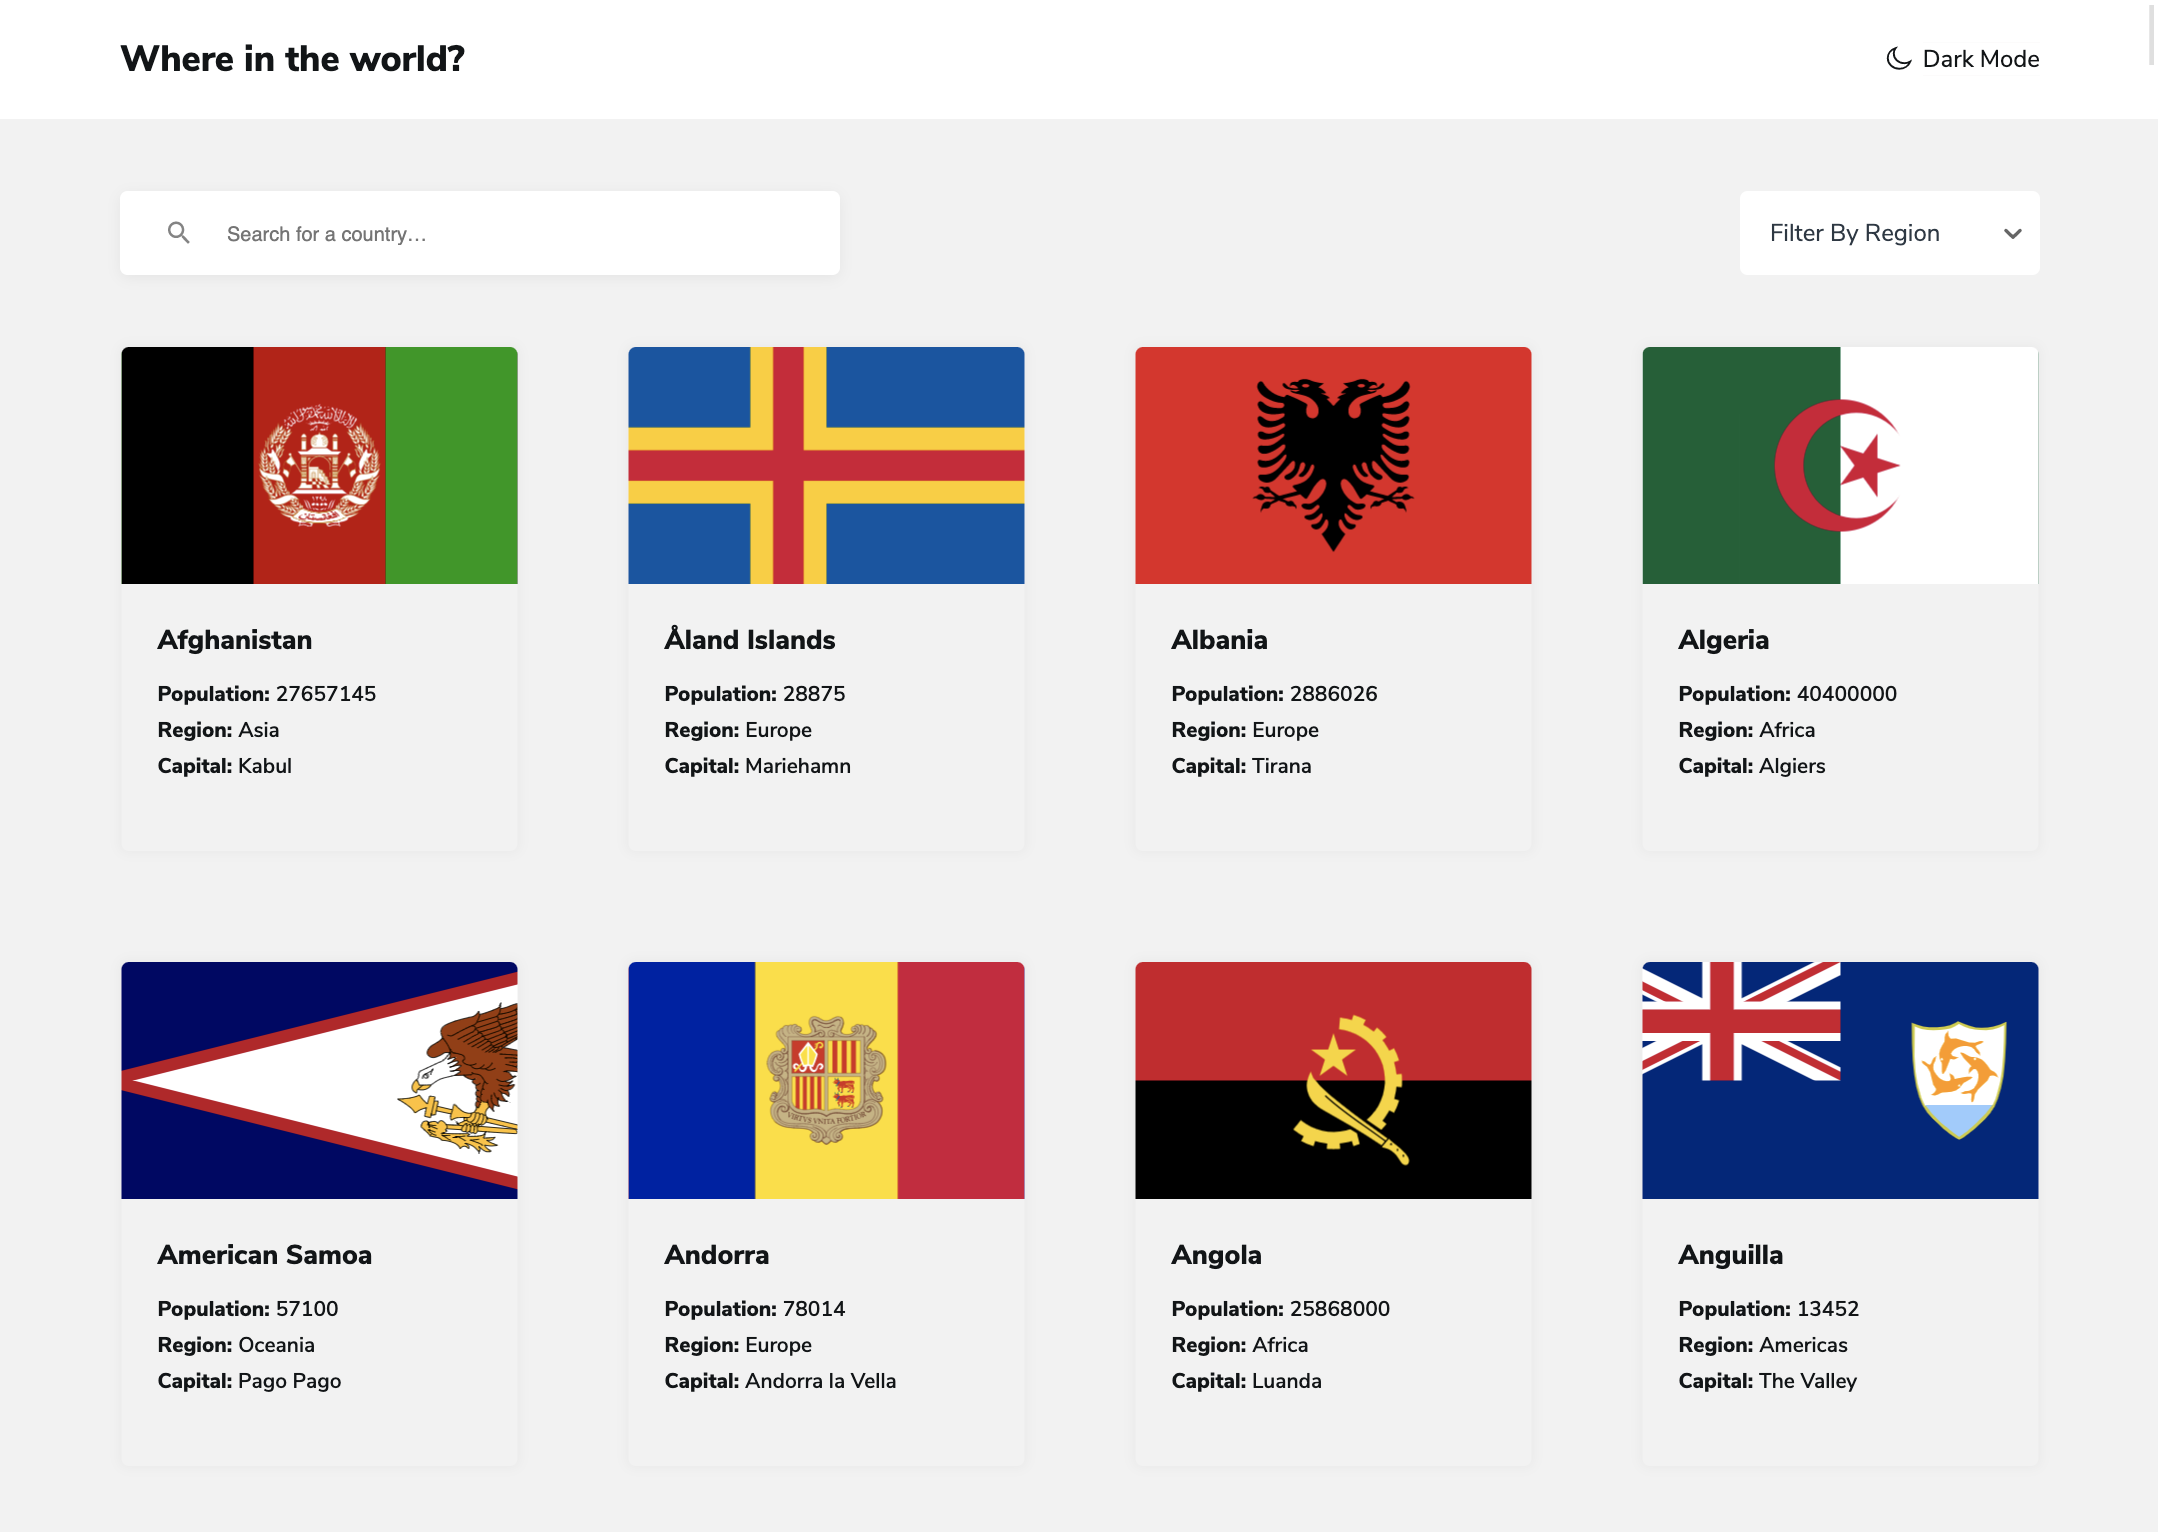 Where in the world?
Dark Mode
Search for a country...
Filter By Region
Afghanistan
Population: 27657145
Region: Asia
Capital: Kabul
Åland Islands
Population: 28875
Region: Europe
Capital: Mariehamn
Albania
Population: 2886026
Region: Europe
Capital: Tirana
Algeria
Population: 40400000
Region: Africa
Capital: Algiers
American Samoa
Population: 57100
Region: Oceania
Capital: Pago Pago
VIRTVS VNITA FORTIOR
Andorra
Population: 78014
Region: Europe
Capital: Andorra la Vella
Angola
Population: 25868000
Region: Africa
Capital: Luanda
Anguilla
Population: 13452
Region: Americas
Capital: The Valley